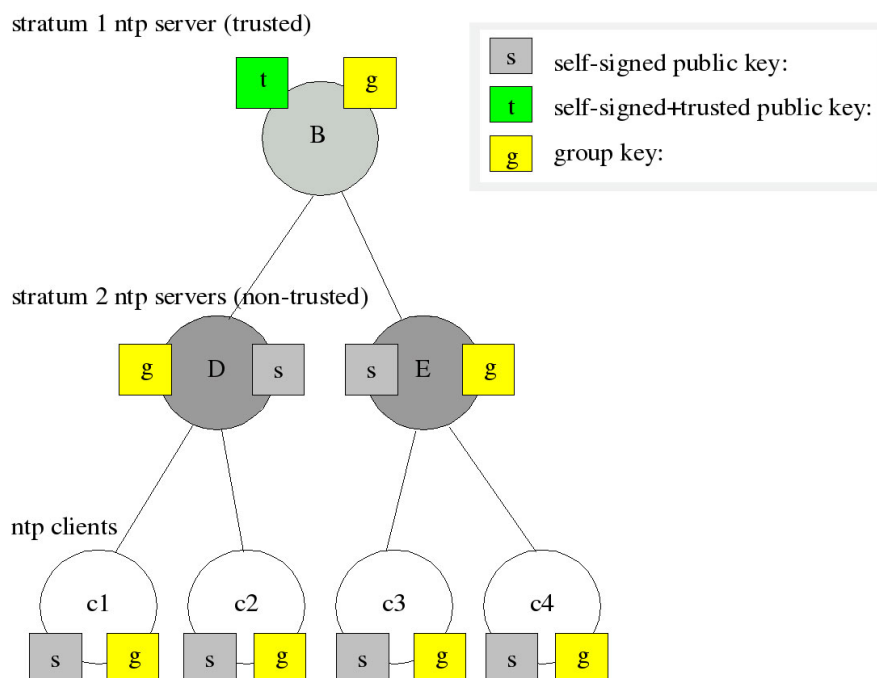 stratum 1 ntp server (trusted)
s self-signed public key:
t self-signed+trusted public key:
g group key:
t g
B
stratum 2 ntp servers (non-trusted)
g D s s E g
ntp clients
c1 c2 c3 c4
s g s g s g s g